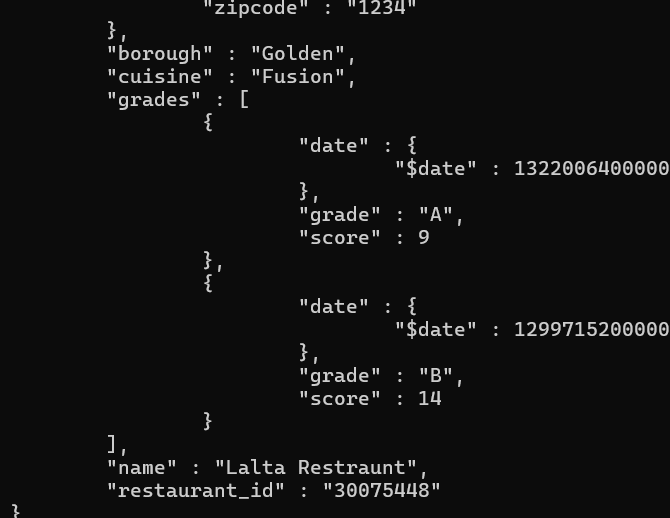 "zipcode" : "1234"
},
"borough" : "Golden",
"cuisine" : "Fusion",
"grades" : [
{
"date" : {
"$date" : 1322006400000
},
"grade" : "A",
"score" : 9
},
{
"date" : {
"$date" : 1299715200000
},
"grade" : "B",
"score" : 14
}
],
"name" : "Lalta Restraunt",
"restaurant_id" : "30075448"
}